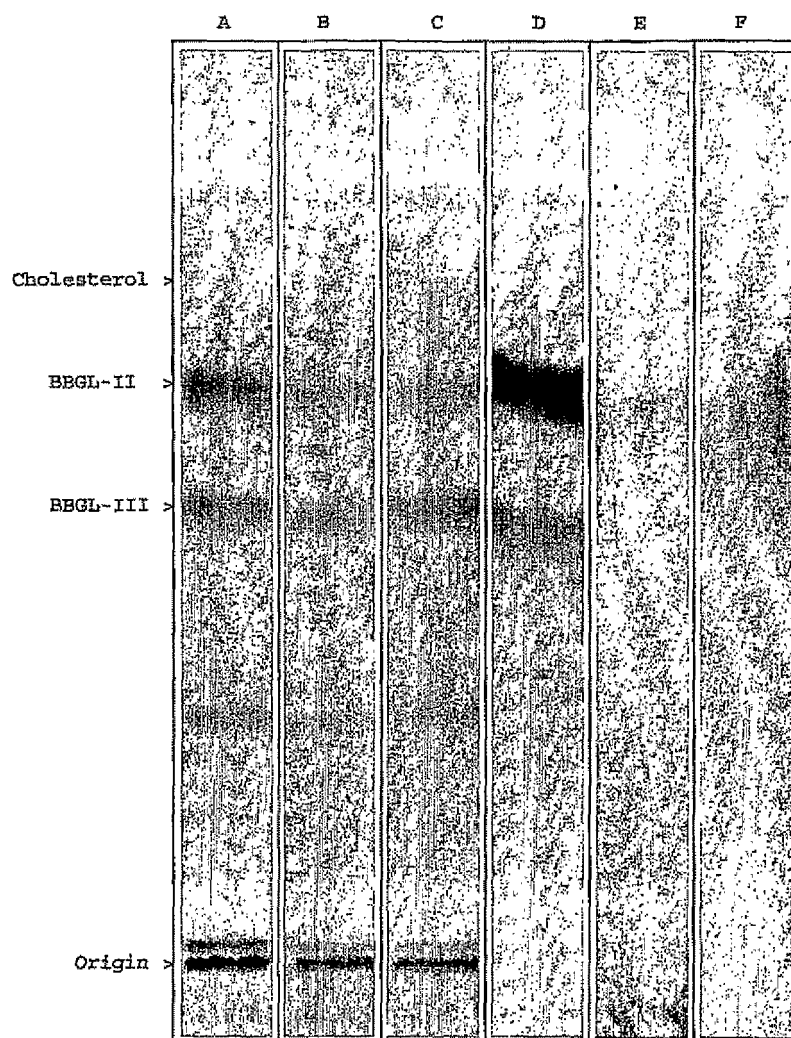 A B C D E F
Cholesterol >
BBGL-II >
BBGL-III >
Origin >